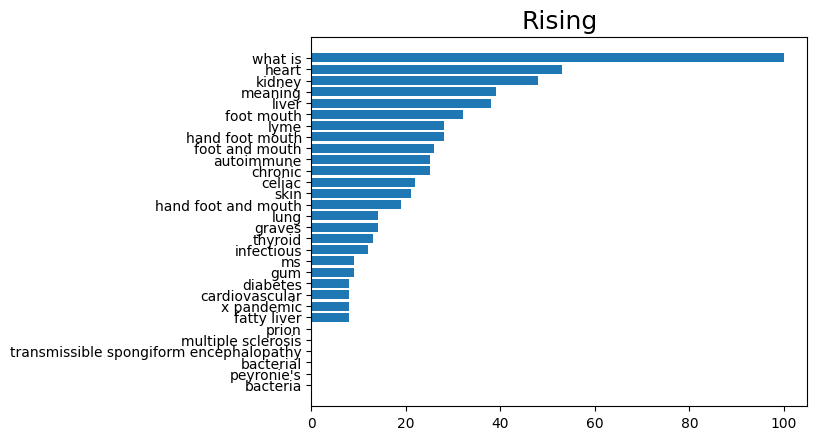 Rising
what is
heart
kidney
meaning
liver
foot mouth
lyme
hand foot mouth
foot and mouth
autoimmune
chronic
celiac
skin
hand foot and mouth
lung
graves
thyroid
infectious
ms
gum
diabetes
cardiovascular
x pandemic
fatty liver
prion
multiple sclerosis
transmissible spongiform encephalopathy
bacterial
peyronie's
bacteria
0 20 40 60 80 100